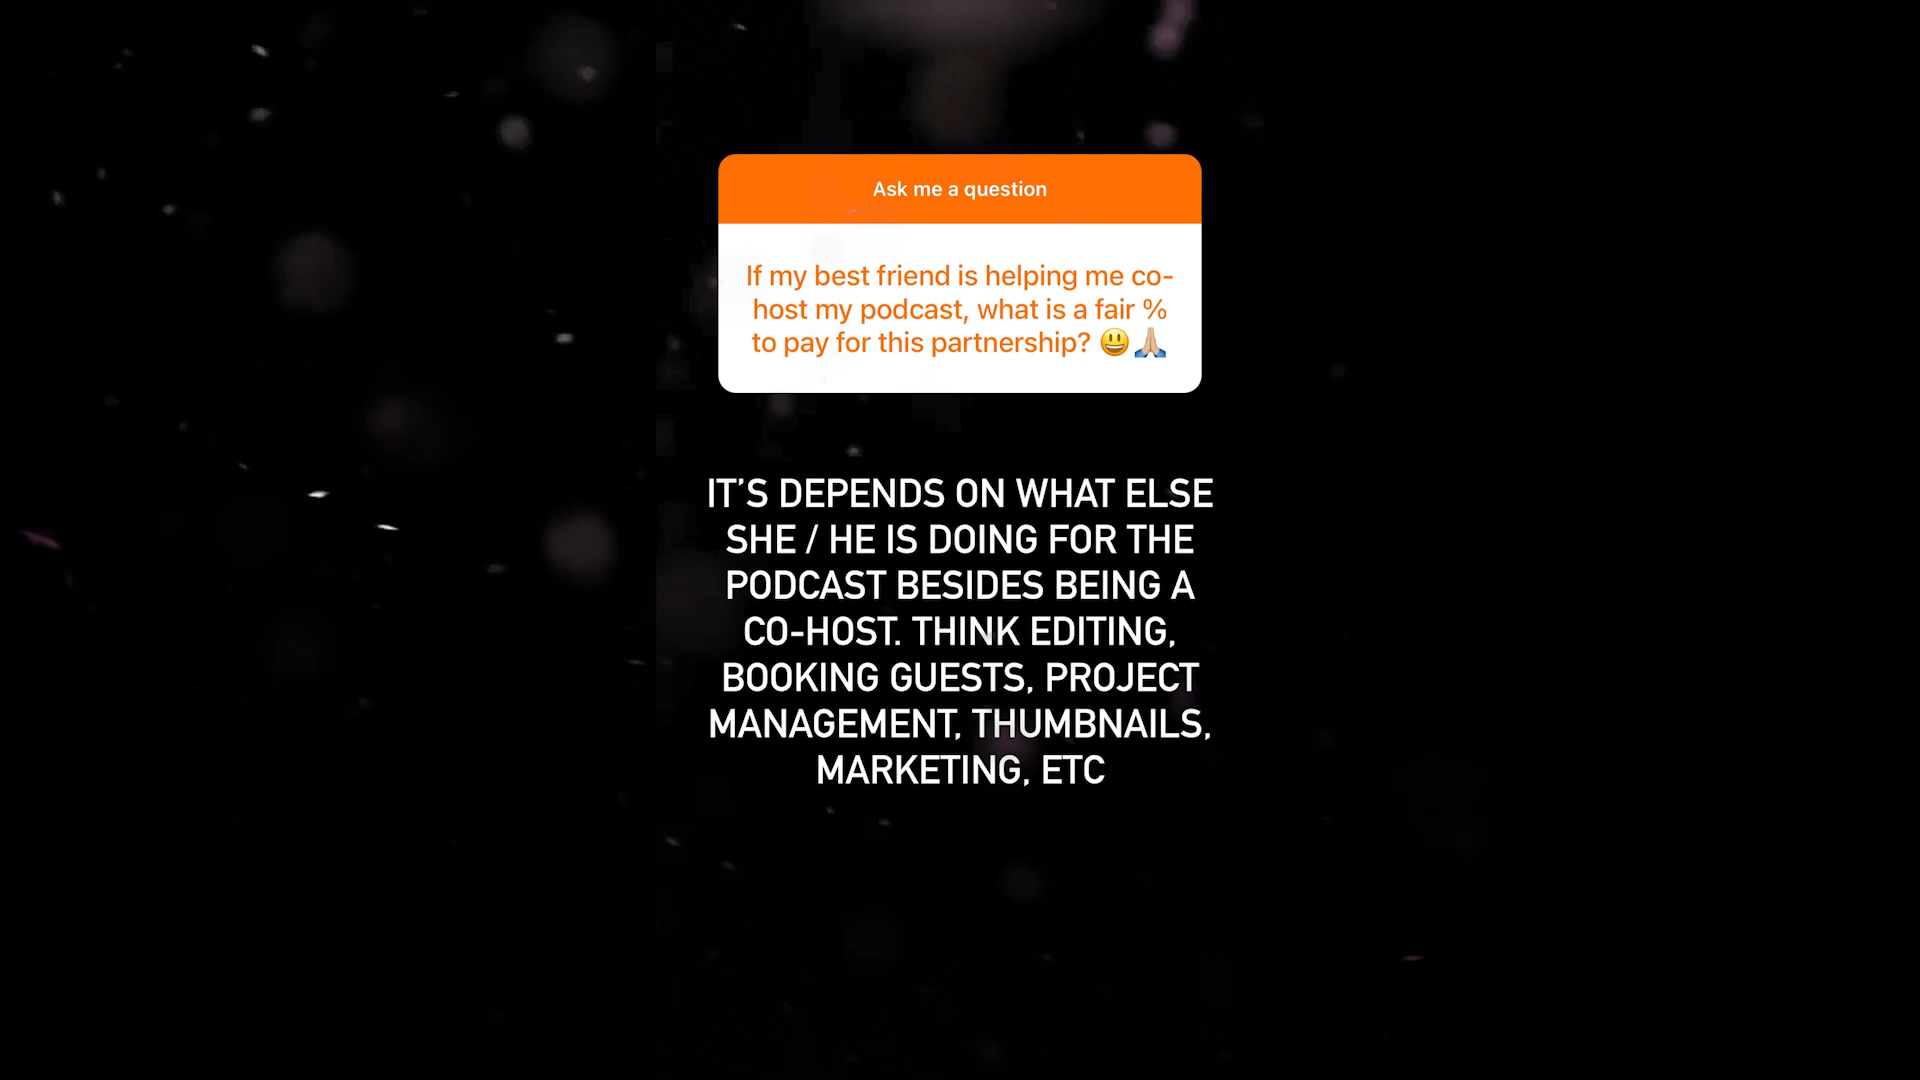 Ask me a question
If my best friend is helping me co-
host my podcast, what is a fair %
to pay for this partnership? 😃🙏🏼
IT’S DEPENDS ON WHAT ELSE
SHE / HE IS DOING FOR THE
PODCAST BESIDES BEING A
CO-HOST. THINK EDITING,
BOOKING GUESTS, PROJECT
MANAGEMENT, THUMBNAILS,
MARKETING, ETC